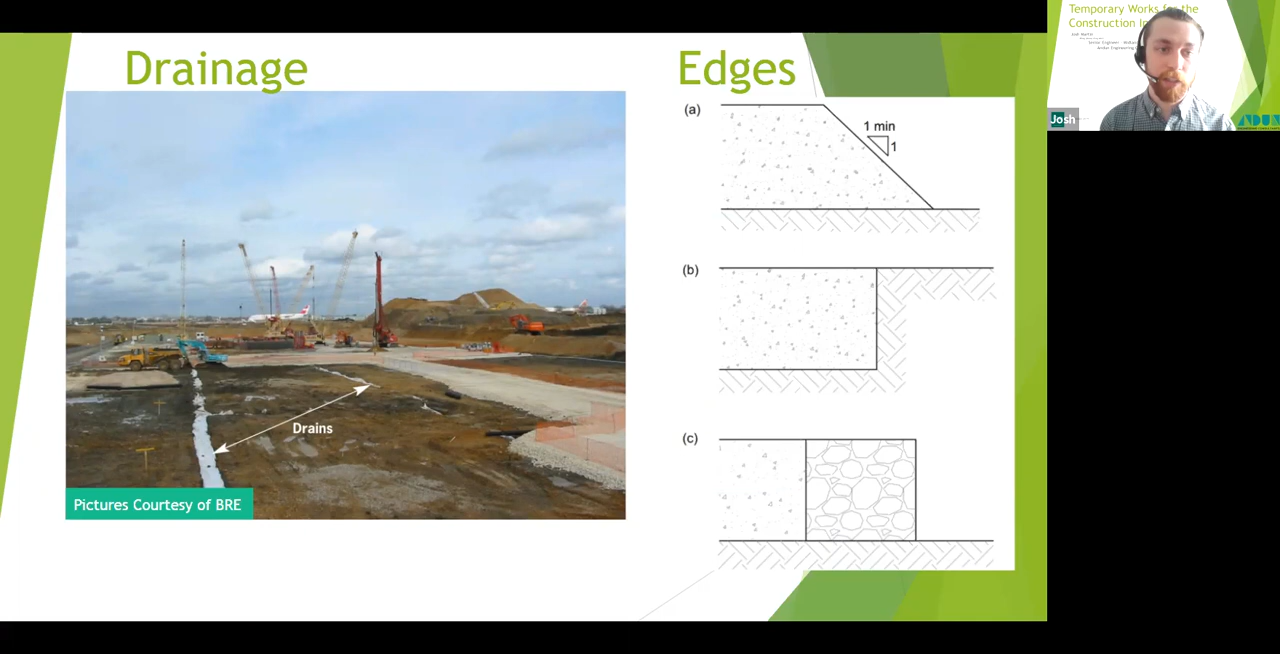 Drainage
Edges
Drains
Pictures Courtesy of BRE
(a)
1 min
1
(b)
(c)
Temporary Works for the
Construction In
Josh